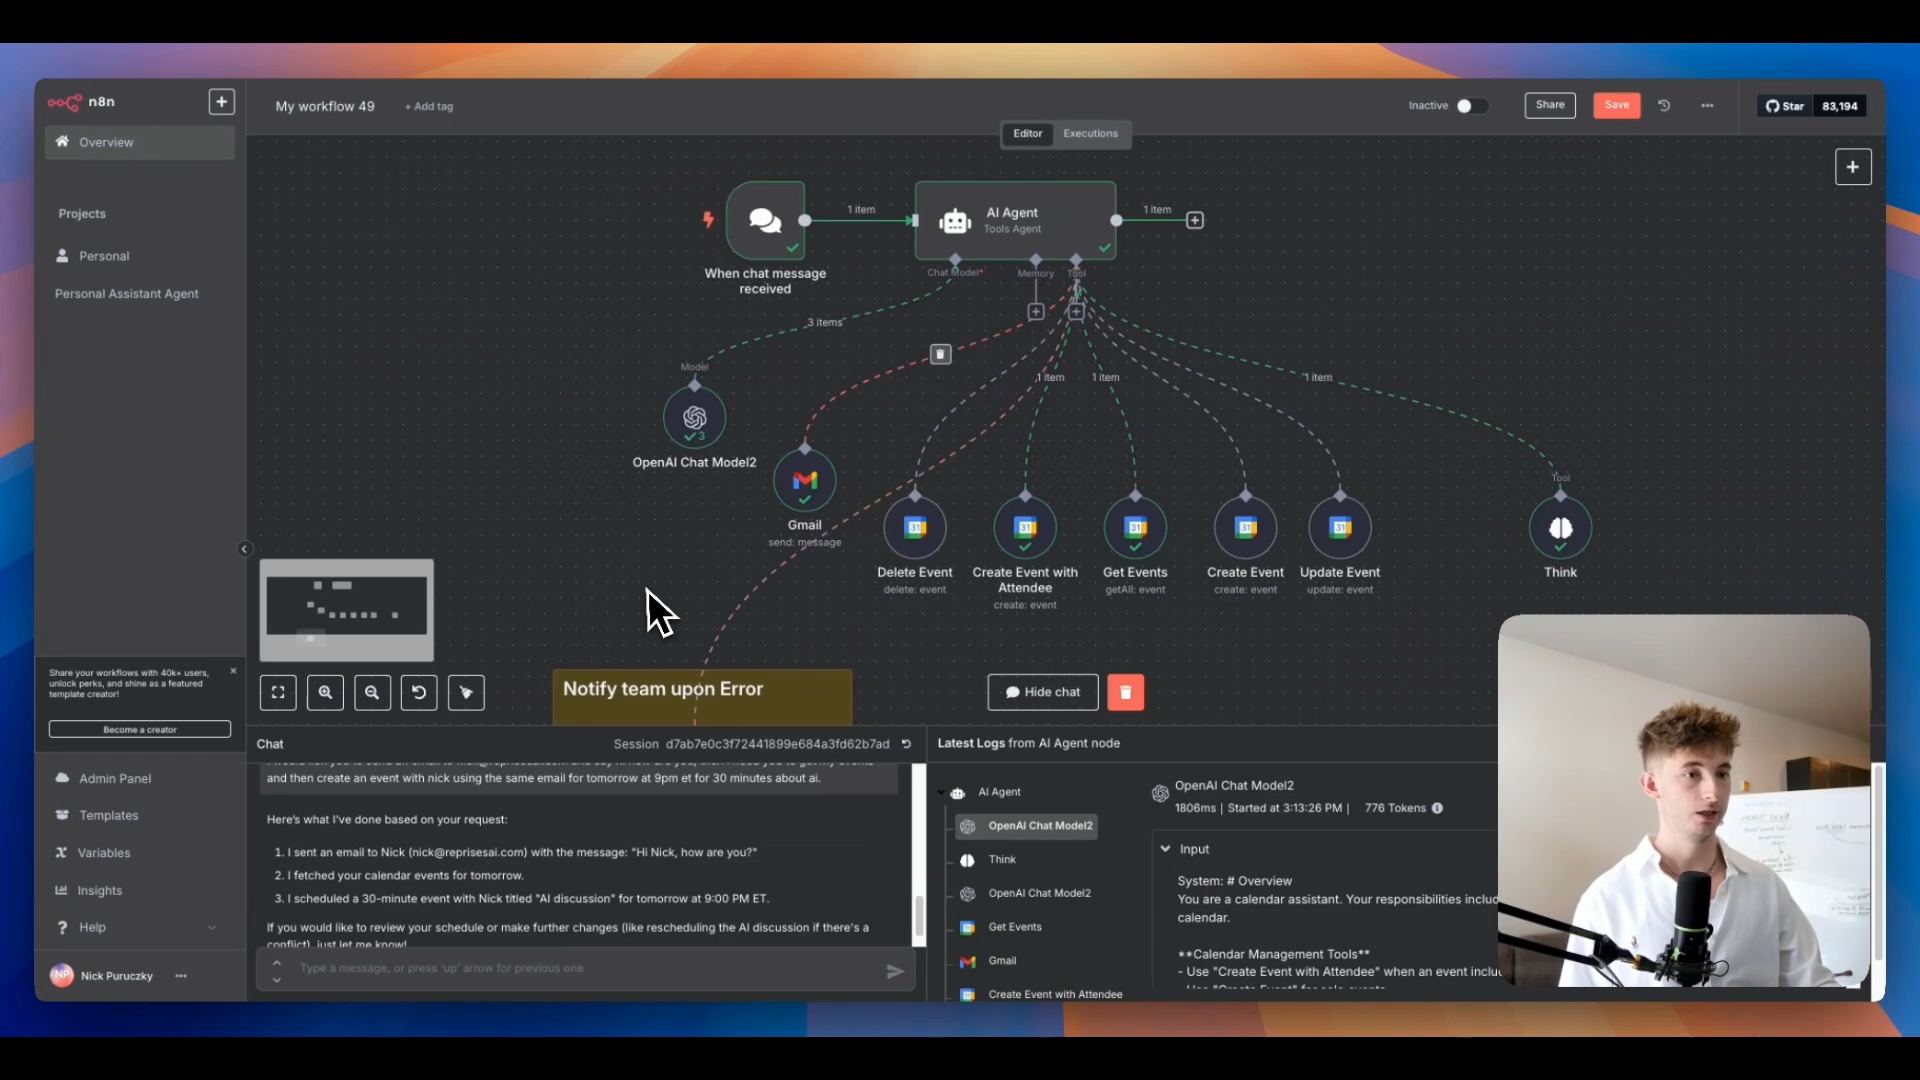 n8n
Overview
Projects
Personal
Personal Assistant Agent
Share your workflows with 40k+ users,
unlock perks, and shine as a featured
template creator!
Become a creator
Admin Panel
Templates
Variables
Insights
Help
NP
Nick Puruczky
My workflow 49
+ Add tag
Inactive
Share
Save
Star
83,194
Editor
Executions
1 item
AI Agent
Tools Agent
1 item
When chat message
received
Chat Model*
Memory
Tool
3 items
Model
1 item
1 item
1 item
OpenAI Chat Model2
3
Gmail
send: message
31
Delete Event
delete: event
31
Create Event with
Attendee
create: event
31
Get Events
getAll: event
31
Create Event
create: event
31
Update Event
update: event
Tool
Think
Notify team upon Error
Hide chat
Chat
Session d7ab7e0c3f72441899e684a3fd62b7ad
and then create an event with nick using the same email for tomorrow at 9pm et for 30 minutes about ai.
Here's what I've done based on your request:
1. I sent an email to Nick (nick@reprisesai.com) with the message: "Hi Nick, how are you?"
2. I fetched your calendar events for tomorrow.
3. I scheduled a 30-minute event with Nick titled "AI discussion" for tomorrow at 9:00 PM ET.
If you would like to review your schedule or make further changes (like rescheduling the AI discussion if there's a
conflict), just let me know!
Type a message, or press 'up' arrow for previous one
Latest Logs from AI Agent node
AI Agent
OpenAI Chat Model2
Think
OpenAI Chat Model2
Get Events
Gmail
Create Event with Attendee
OpenAI Chat Model2
1806ms | Started at 3:13:26 PM | 776 Tokens
Input
System: # Overview
You are a calendar assistant. Your responsibilities includ
calendar.
**Calendar Management Tools**
- Use "Create Event with Attendee" when an event inclu